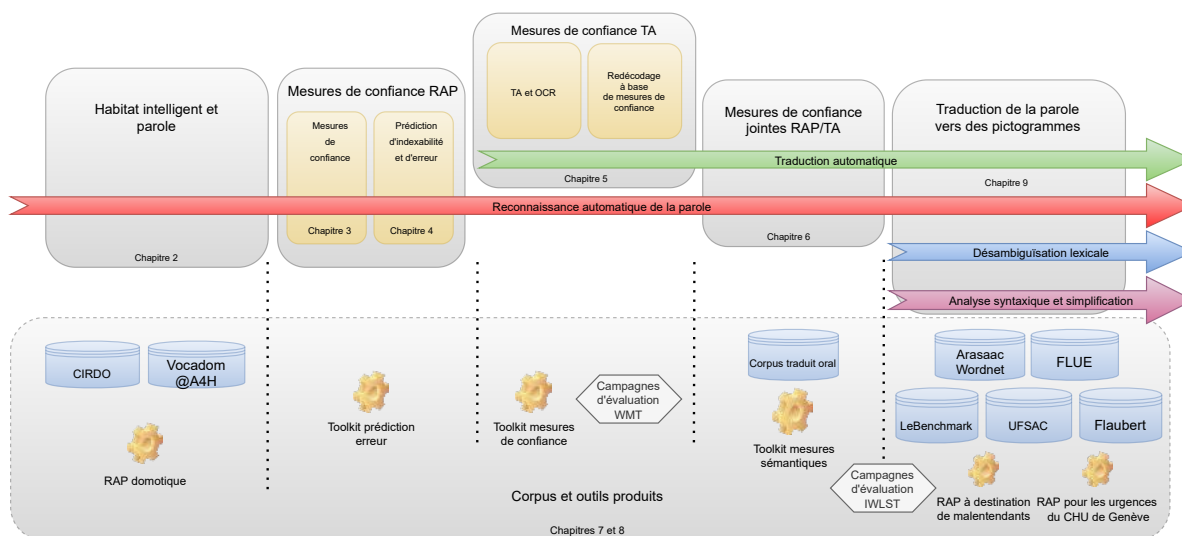 Habitat intelligent et
parole
Chapitre 2
Mesures de confiance RAP
Mesures
de
confiance
Chapitre 3
Prédiction
d'indexabilité
et d'erreur
Chapitre 4
Mesures de confiance TA
TA et OCR
Redécodage
à base
de mesures de
confiance
Chapitre 5
Mesures de confiance
jointes RAP/TA
Chapitre 6
Traduction de la parole
vers des pictogrammes
Traduction automatique
Chapitre 9
Reconnaissance automatique de la parole
Désambiguïsation lexicale
Analyse syntaxique et simplification
CIRDO
Vocadom
@A4H
RAP domotique
Toolkit prédiction
erreur
Toolkit mesures
de confiance
Campagnes
d'évaluation
WMT
Corpus traduit oral
Toolkit mesures
sémantiques
Campagnes
d'évaluation
IWLST
Arasaac
Wordnet
FLUE
LeBenchmark
UFSAC
Flaubert
RAP à destination
de malentendants
RAP pour les urgences
du CHU de Genève
Corpus et outils produits
Chapitres 7 et 8